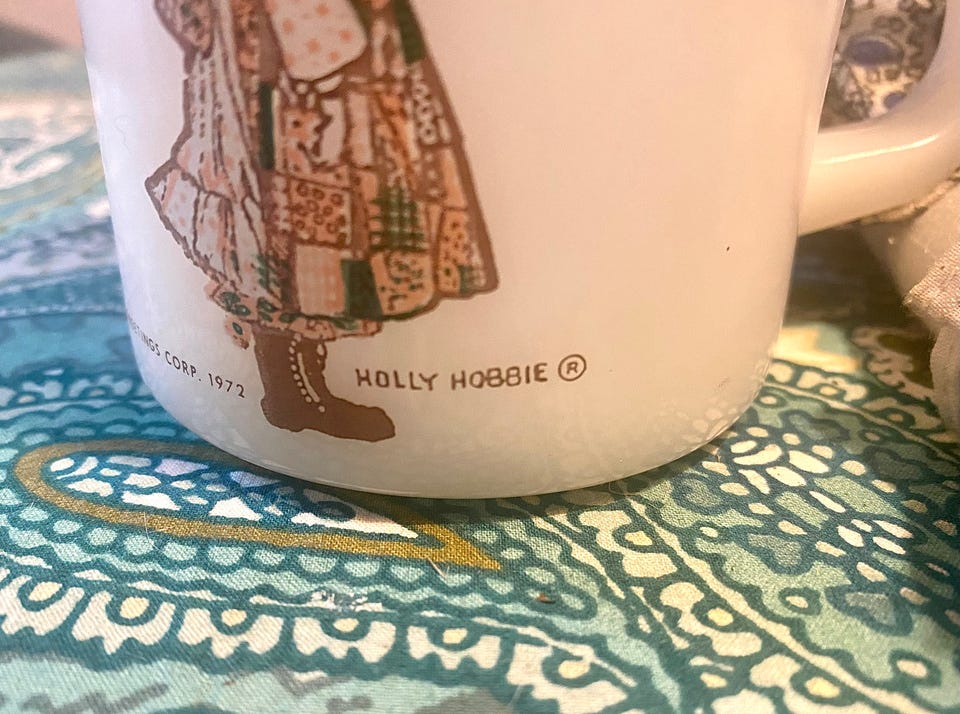 CORP. 1972
HOLLY HOBBIE ®